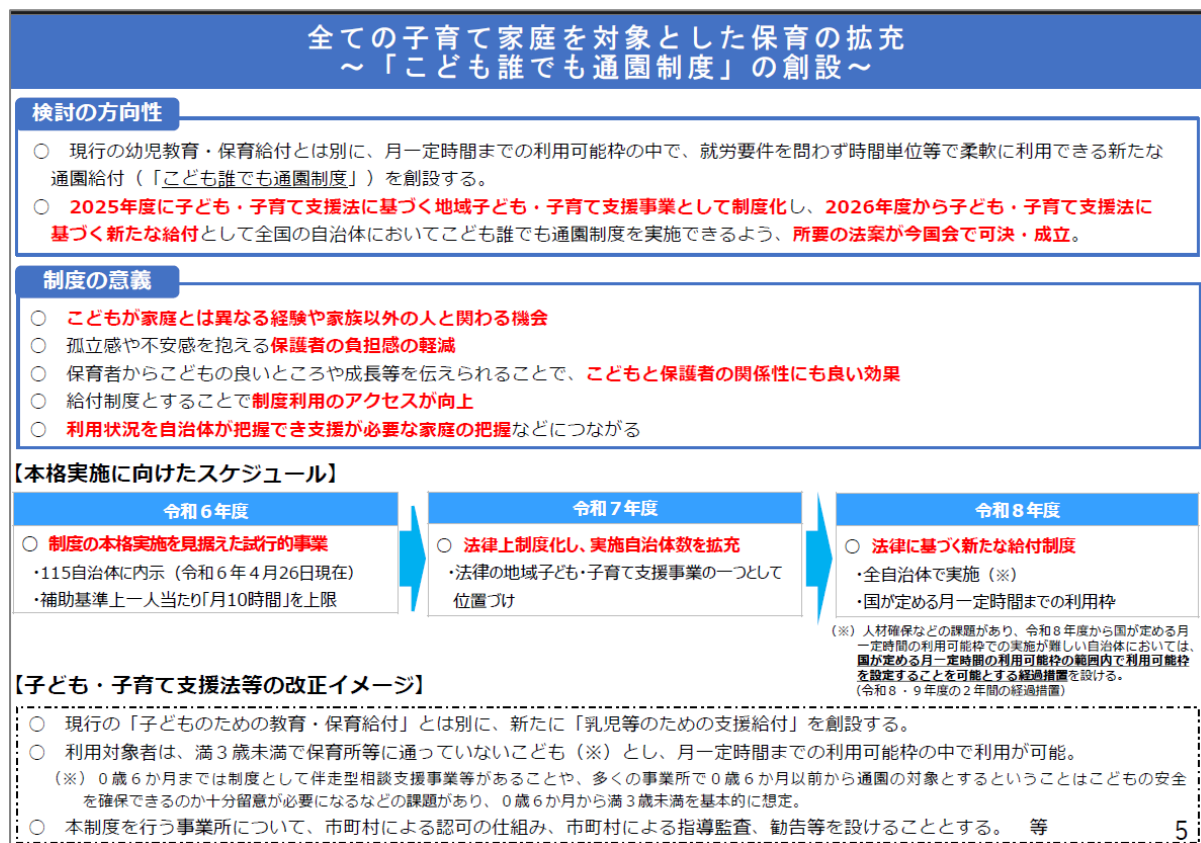 全ての子育て家庭を対象とした保育の拡充
～「こども誰でも通園制度」の創設～
検討の方向性
○ 現行の幼児教育・保育給付とは別に、月一定時間までの利用可能枠の中で、就労要件を問わず時間単位等で柔軟に利用できる新たな
通園給付（「こども誰でも通園制度」）を創設する。
○ 2025年度に子ども・子育て支援法に基づく地域子ども・子育て支援事業として制度化し、2026年度から子ども・子育て支援法に
基づく新たな給付として全国の自治体においてこども誰でも通園制度を実施できるよう、所要の法案が今国会で可決・成立。
制度の意義
○ こどもが家庭とは異なる経験や家族以外の人と関わる機会
○ 孤立感や不安感を抱える保護者の負担感の軽減
○ 保育者からこどもの良いところや成長等を伝えられることで、こどもと保護者の関係性にも良い効果
○ 給付制度とすることで制度利用のアクセスが向上
○ 利用状況を自治体が把握でき支援が必要な家庭の把握などにつながる
【本格実施に向けたスケジュール】
令和６年度
○ 制度の本格実施を見据えた試行的事業
・115自治体に内示（令和６年４月26日現在）
・補助基準上一人当たり「月10時間」を上限
令和７年度
○ 法律上制度化し、実施自治体数を拡充
・法律の地域子ども・子育て支援事業の一つとして
位置づけ
令和８年度
○ 法律に基づく新たな給付制度
・全自治体で実施（※）
・国が定める月一定時間までの利用枠
（※）人材確保などの課題があり、令和８年度から国が定める月
一定時間の利用可能枠での実施が難しい自治体においては、
国が定める月一定時間の利用可能枠の範囲内で利用可能枠
を設定することを可能とする経過措置を設ける。
（令和８・９年度の２年間の経過措置）
【子ども・子育て支援法等の改正イメージ】
○ 現行の「子どものための教育・保育給付」とは別に、新たに「乳児等のための支援給付」を創設する。
○ 利用対象者は、満３歳未満で保育所等に通っていないこども（※）とし、月一定時間までの利用可能枠の中で利用が可能。
（※）０歳６か月までは制度として伴走型相談支援事業等があることや、多くの事業所で０歳６か月以前から通園の対象とするということはこどもの安全
を確保できるのか十分留意が必要になるなどの課題があり、０歳６か月から満３歳未満を基本的に想定。
○ 本制度を行う事業所について、市町村による認可の仕組み、市町村による指導監査、勧告等を設けることとする。 等
5